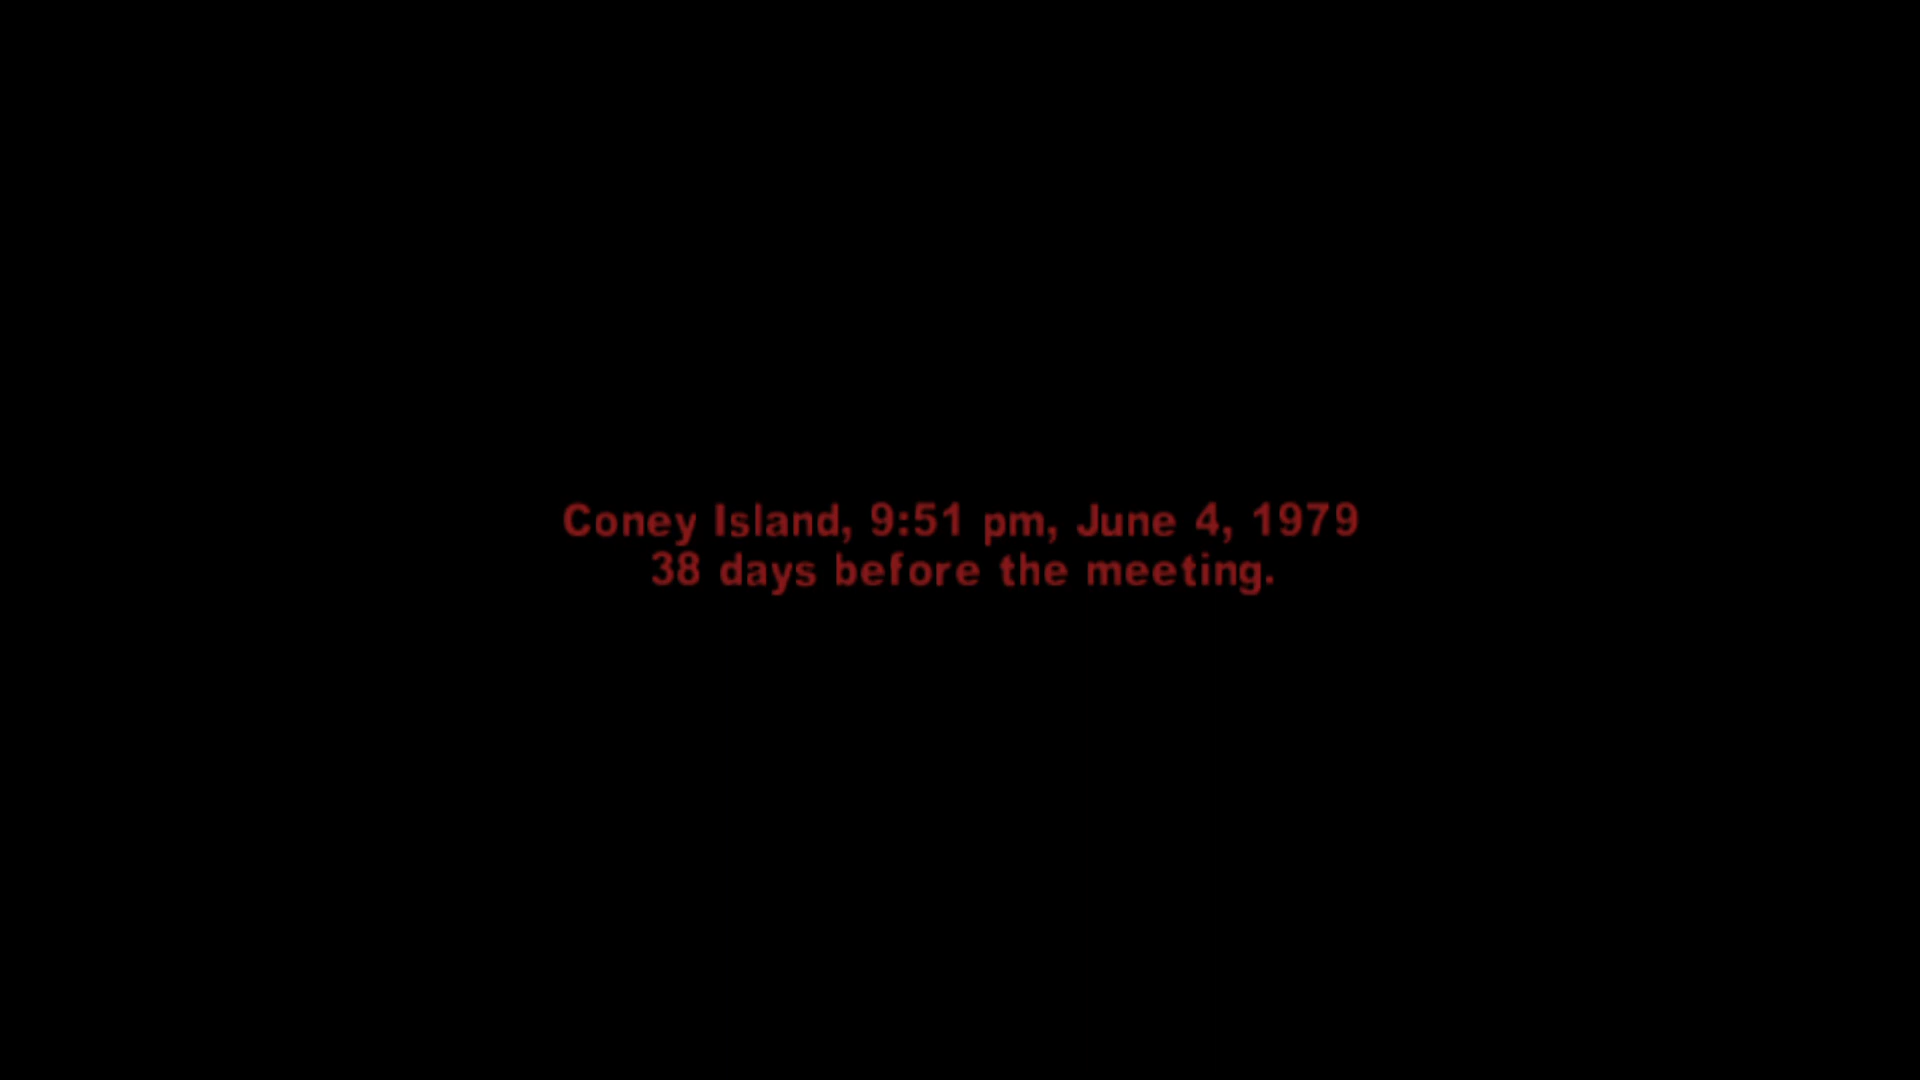 Coney Island, 9:51 pm, June 4, 1979
38 days before the meeting.